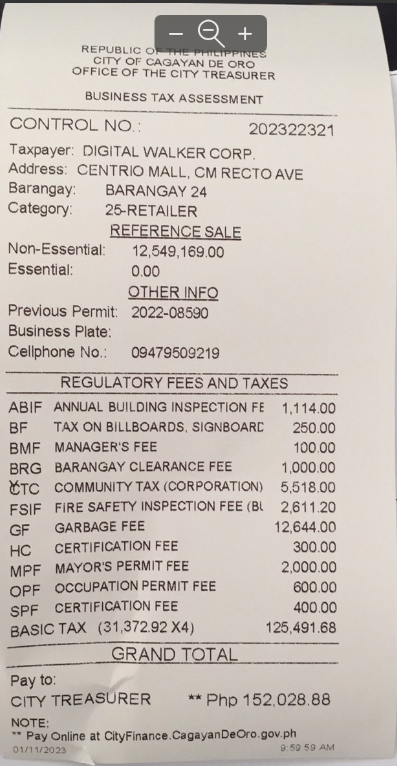 REPUBLIC OF THE PHILIPPINES
CITY OF CAGAYAN DE ORO
OFFICE OF THE CITY TREASURER
BUSINESS TAX ASSESSMENT
CONTROL NO.: 202322321
Taxpayer: DIGITAL WALKER CORP.
Address: CENTRIO MALL, CM RECTO AVE
Barangay: BARANGAY 24
Category: 25-RETAILER
REFERENCE SALE
Non-Essential: 12,549,169.00
Essential: 0.00
OTHER INFO
Previous Permit: 2022-08590
Business Plate:
Cellphone No.: 09479509219
REGULATORY FEES AND TAXES
ABIF ANNUAL BUILDING INSPECTION FE 1,114.00
BF TAX ON BILLBOARDS, SIGNBOARD 250.00
BMF MANAGER'S FEE 100.00
BRG BARANGAY CLEARANCE FEE 1,000.00
CTC COMMUNITY TAX (CORPORATION) 5,518.00
FSIF FIRE SAFETY INSPECTION FEE (BU 2,611.20
GF GARBAGE FEE 12,644.00
HC CERTIFICATION FEE 300.00
MPF MAYOR'S PERMIT FEE 2,000.00
OPF OCCUPATION PERMIT FEE 600.00
SPF CERTIFICATION FEE 400.00
BASIC TAX (31,372.92 X4) 125,491.68
GRAND TOTAL
Pay to:
CITY TREASURER ** Php 152,028.88
NOTE:
** Pay Online at CityFinance.CagayanDeOro.gov.ph
01/11/2023 9:59:59 AM